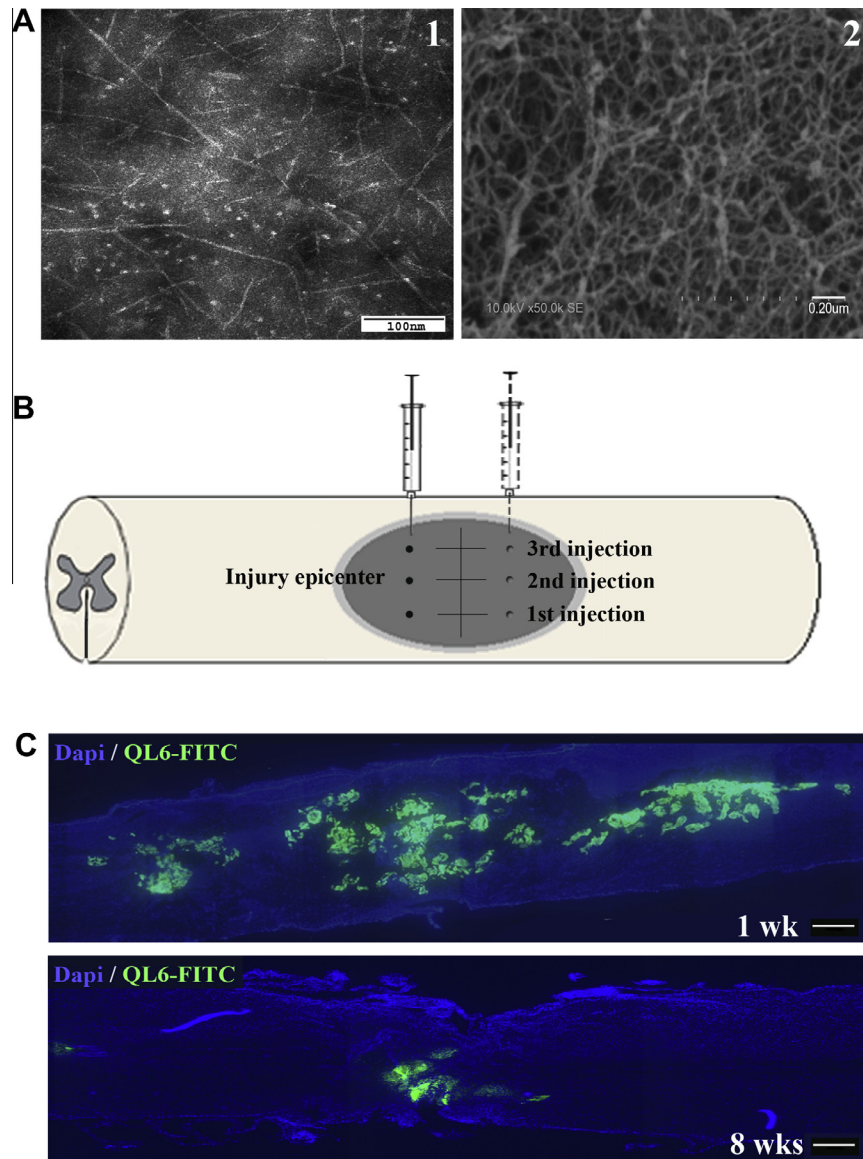 A
1
100nm
2
10.0kV x50.0k SE
0.20um
B
Injury epicenter
3rd injection
2nd injection
1st injection
C
Dapi / QL6-FITC
1 wk
Dapi / QL6-FITC
8 wks